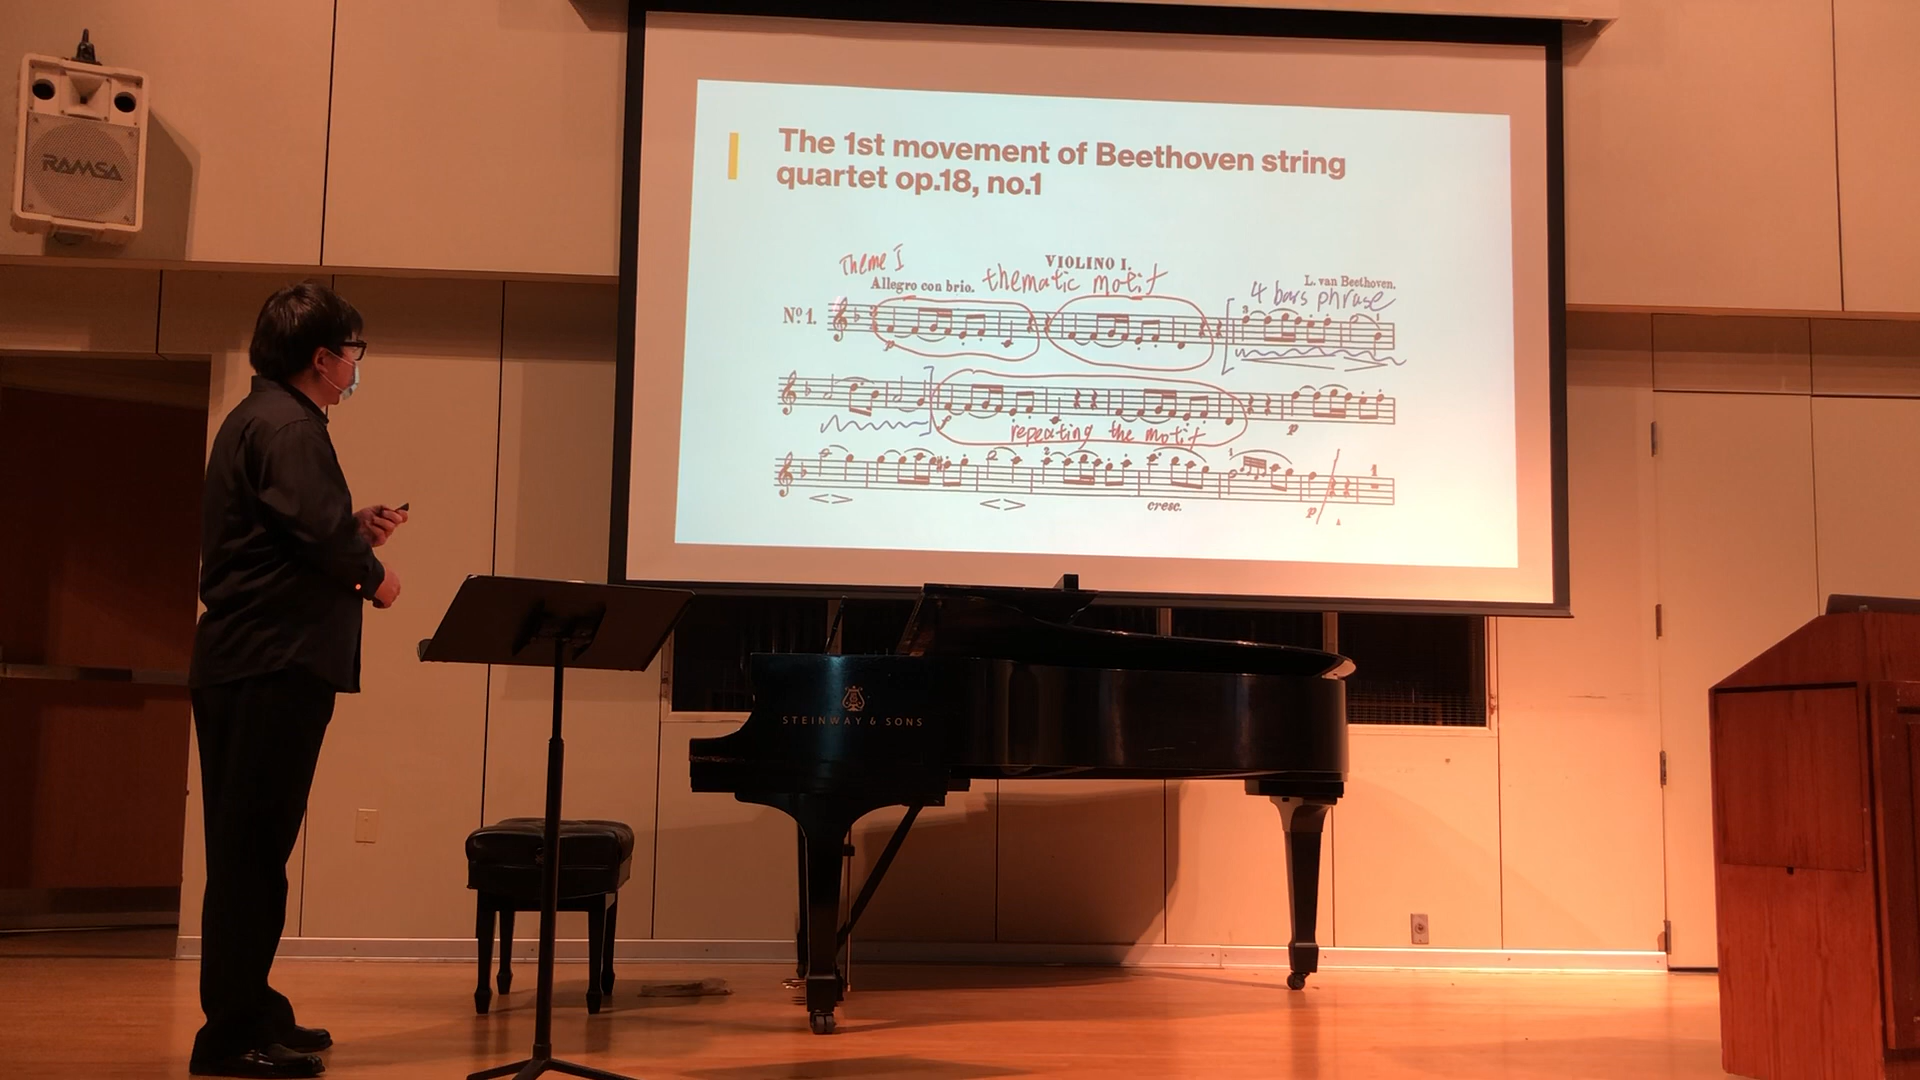 RAMSA
The 1st movement of Beethoven string
quartet op.18, no.1
Theme I
VIOLINO I.
Allegro con brio.
thematic motif
L. van Beethoven.
4 bars phrase
Nº 1.
p
f
repeating the motif
p
cresc.
p
1
STEINWAY & SONS